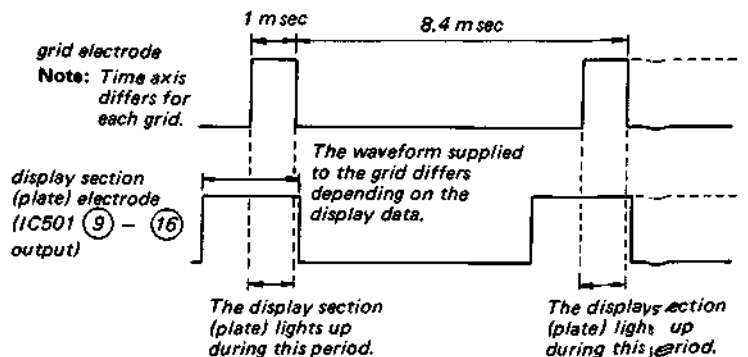 1 msec
8.4 msec
grid electrode
Note: Time axis
differs for
each grid.
The waveform supplied
to the grid differs
depending on the
display data.
display section
(plate) electrode
(IC501 ⑨ – ⑯
output)
The display section
(plate) lights up
during this period.
The display section
(plate) lights up
during this period.